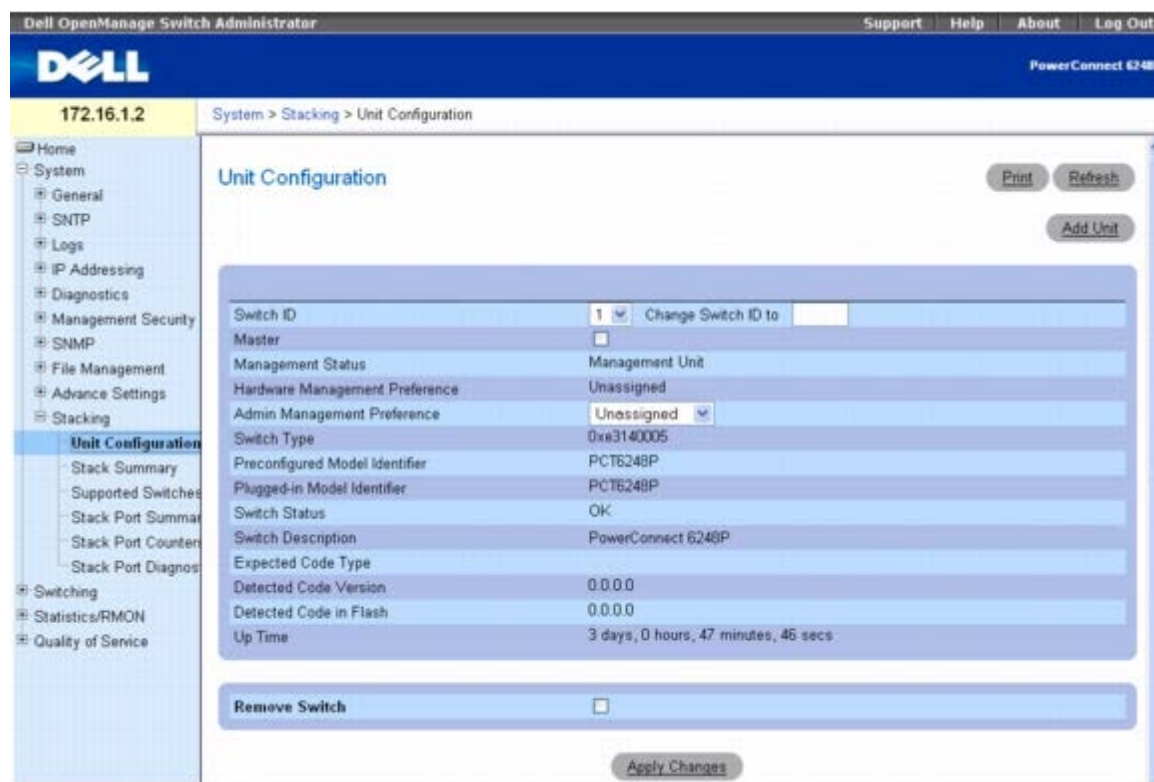 Dell OpenManage Switch Administrator
Support Help About Log Out
DELL
PowerConnect 6248
172.16.1.2
System > Stacking > Unit Configuration
Home
System
General
SNTP
Logs
IP Addressing
Diagnostics
Management Security
SNMP
File Management
Advance Settings
Stacking
Unit Configuration
Stack Summary
Supported Switches
Stack Port Summar
Stack Port Counters
Stack Port Diagnos
Switching
Statistics/RMON
Quality of Service
Unit Configuration
Print Refresh
Add Unit
Switch ID 1 Change Switch ID to
Master
Management Status Management Unit
Hardware Management Preference Unassigned
Admin Management Preference Unassigned
Switch Type 0xe3140005
Preconfigured Model Identifier PCT6248P
Plugged-in Model Identifier PCT6248P
Switch Status OK
Switch Description PowerConnect 6248P
Expected Code Type
Detected Code Version 0.0.0.0
Detected Code in Flash 0.0.0.0
Up Time 3 days, 0 hours, 47 minutes, 46 secs
Remove Switch
Apply Changes